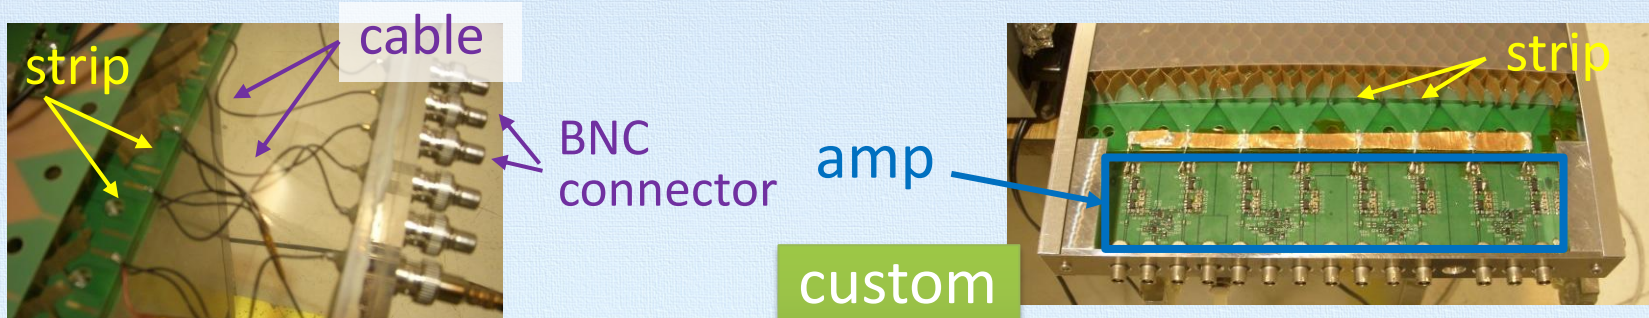 strip
cable
BNC
connector
amp
custom
strip